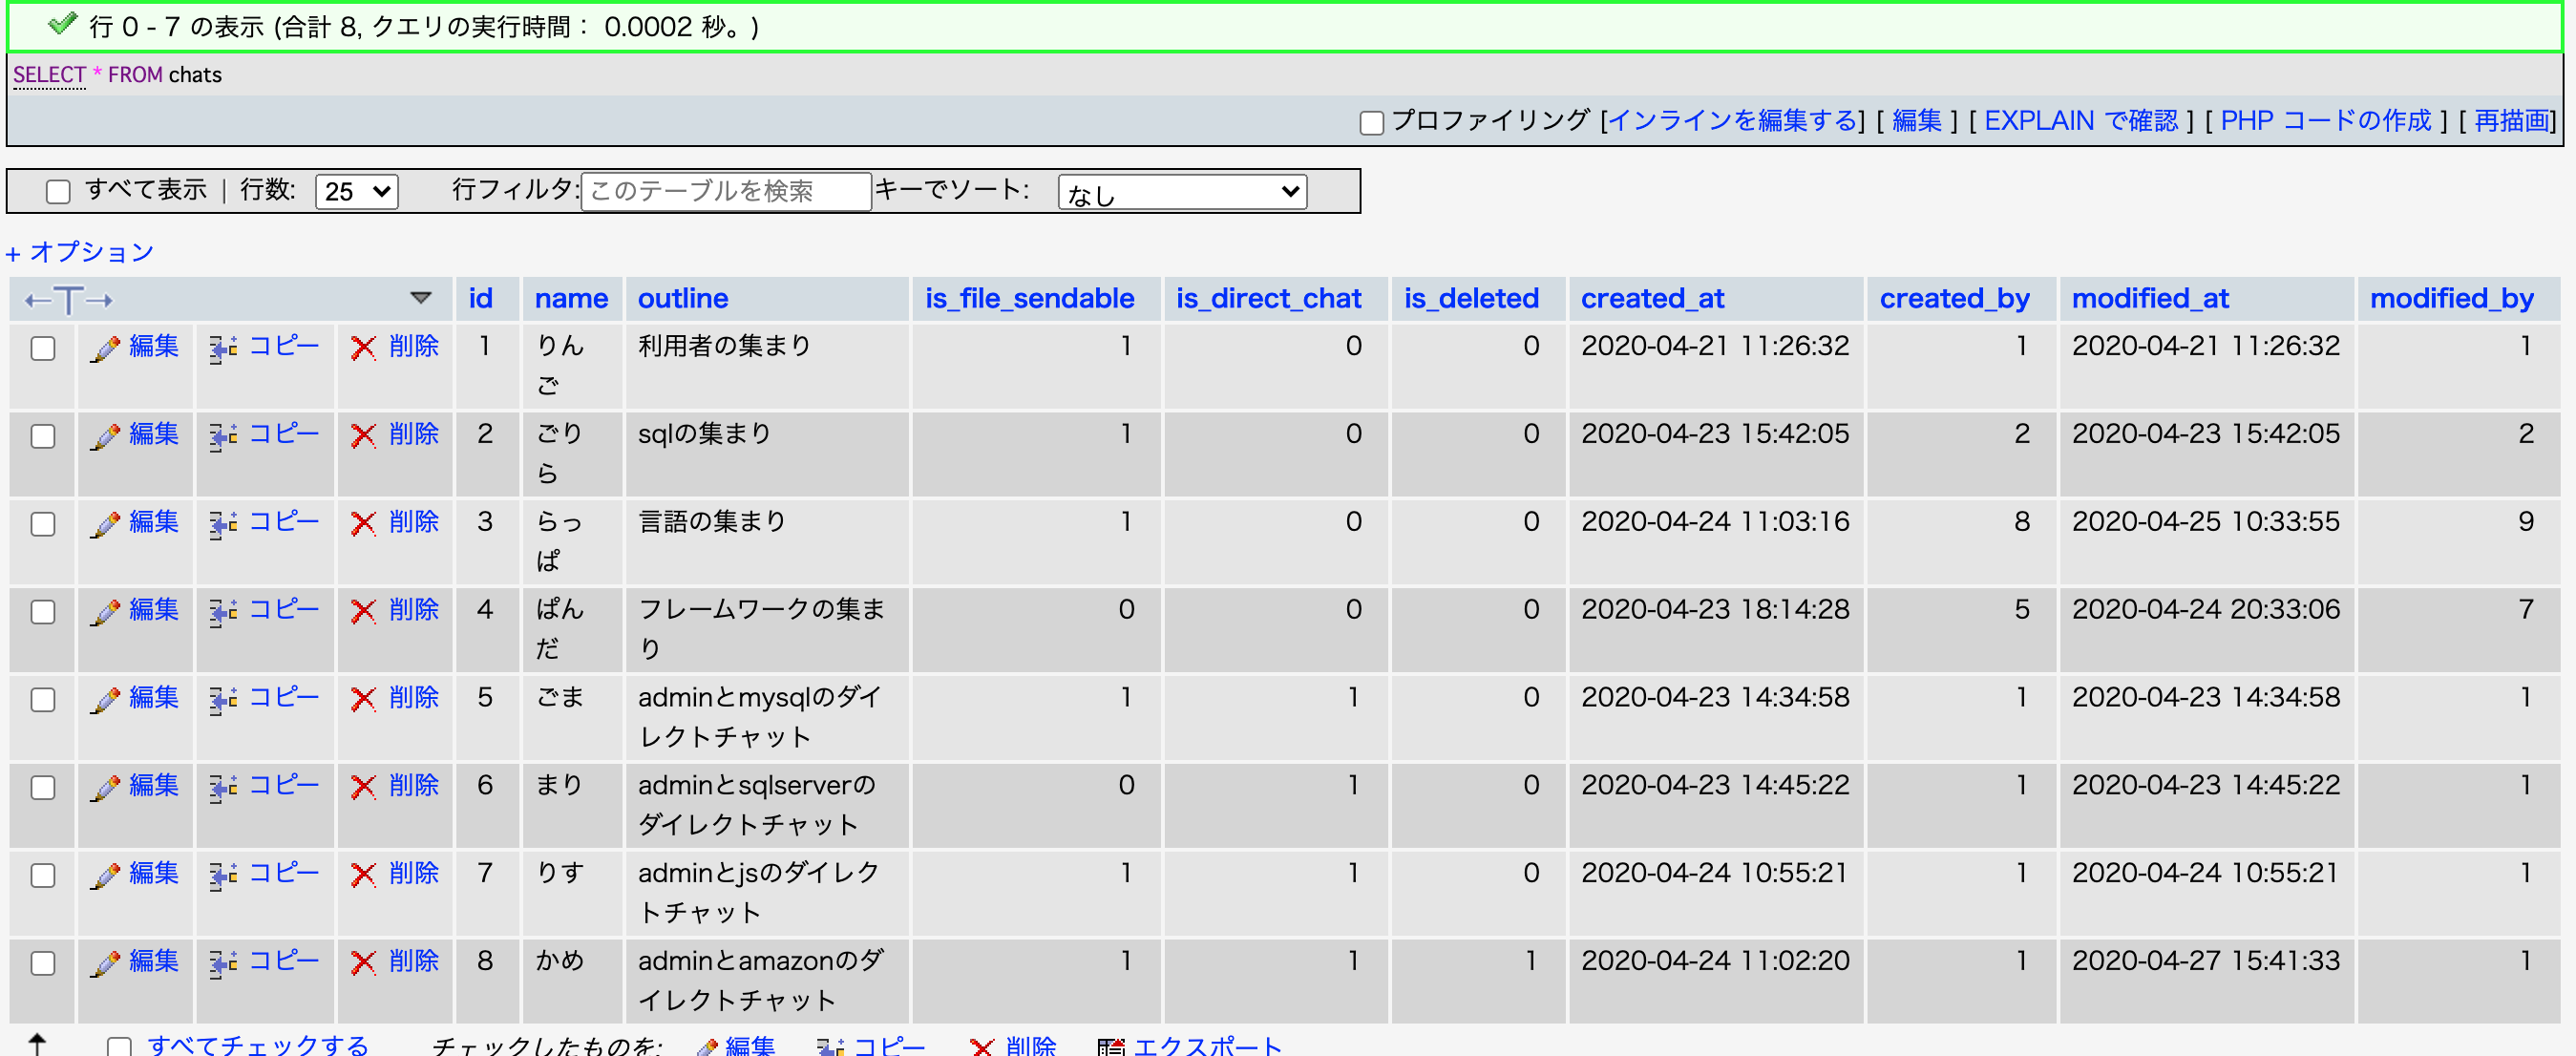 行 0 - 7 の表示 (合計 8, クエリの実行時間： 0.0002 秒。)
SELECT * FROM chats
プロファイリング [インラインを編集する] [ 編集 ] [ EXPLAIN で確認 ] [ PHP コードの作成 ] [ 再描画]
すべて表示 | 行数: 25 行フィルタ: このテーブルを検索 キーでソート: なし
+ オプション
←T→ id name outline is_file_sendable is_direct_chat is_deleted created_at created_by modified_at modified_by
編集 コピー 削除 1 りん 利用者の集まり 1 0 0 2020-04-21 11:26:32 1 2020-04-21 11:26:32 1
ご
編集 コピー 削除 2 ごり sqlの集まり 1 0 0 2020-04-23 15:42:05 2 2020-04-23 15:42:05 2
ら
編集 コピー 削除 3 らっ 言語の集まり 1 0 0 2020-04-24 11:03:16 8 2020-04-25 10:33:55 9
ぱ
編集 コピー 削除 4 ぱん フレームワークの集ま 0 0 0 2020-04-23 18:14:28 5 2020-04-24 20:33:06 7
だ り
編集 コピー 削除 5 ごま adminとmysqlのダイ 1 1 0 2020-04-23 14:34:58 1 2020-04-23 14:34:58 1
レクトチャット
編集 コピー 削除 6 まり adminとsqlserverの 0 1 0 2020-04-23 14:45:22 1 2020-04-23 14:45:22 1
ダイレクトチャット
編集 コピー 削除 7 りす adminとjsのダイレク 1 1 0 2020-04-24 10:55:21 1 2020-04-24 10:55:21 1
トチャット
編集 コピー 削除 8 かめ adminとamazonのダ 1 1 1 2020-04-24 11:02:20 1 2020-04-27 15:41:33 1
イレクトチャット
すべてチェックする チェックしたものを: 編集 コピー 削除 エクスポート